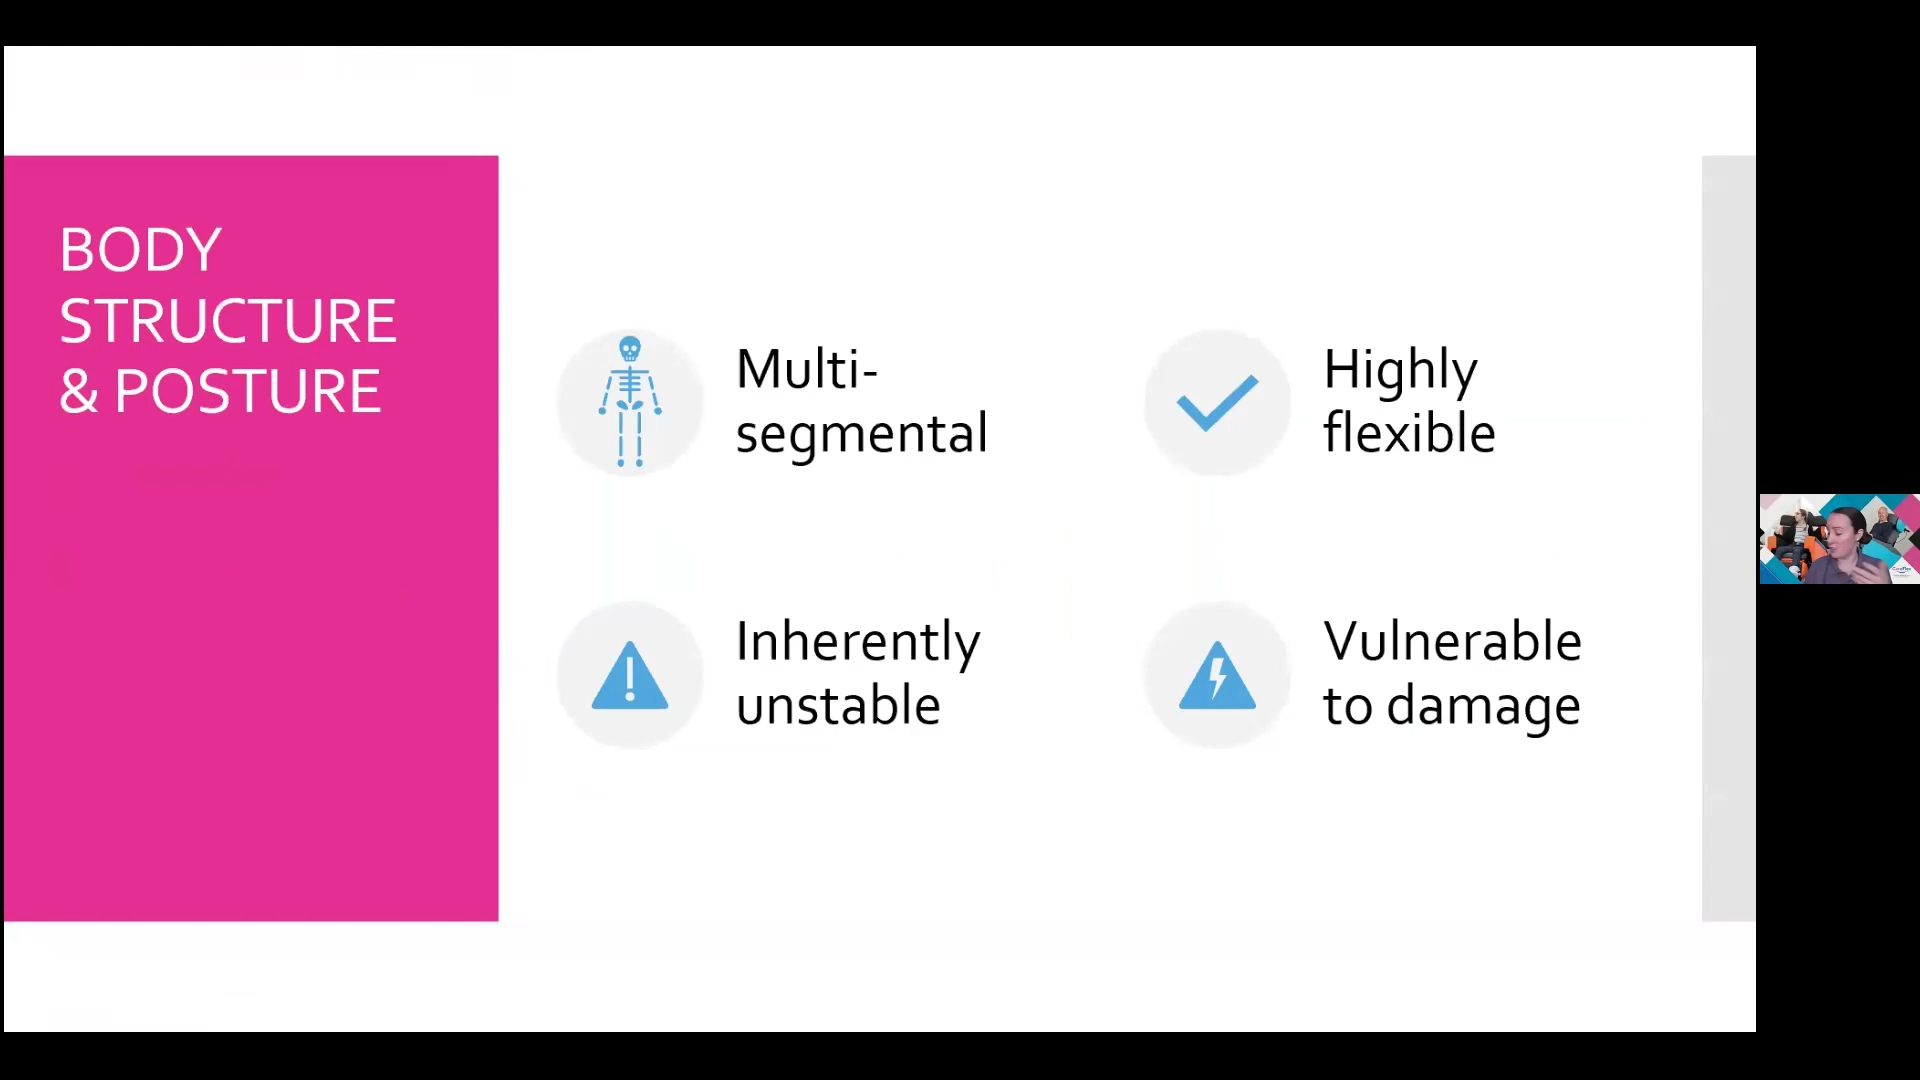 BODY
STRUCTURE
& POSTURE
Multi-
segmental
Highly
flexible
Inherently
unstable
Vulnerable
to damage